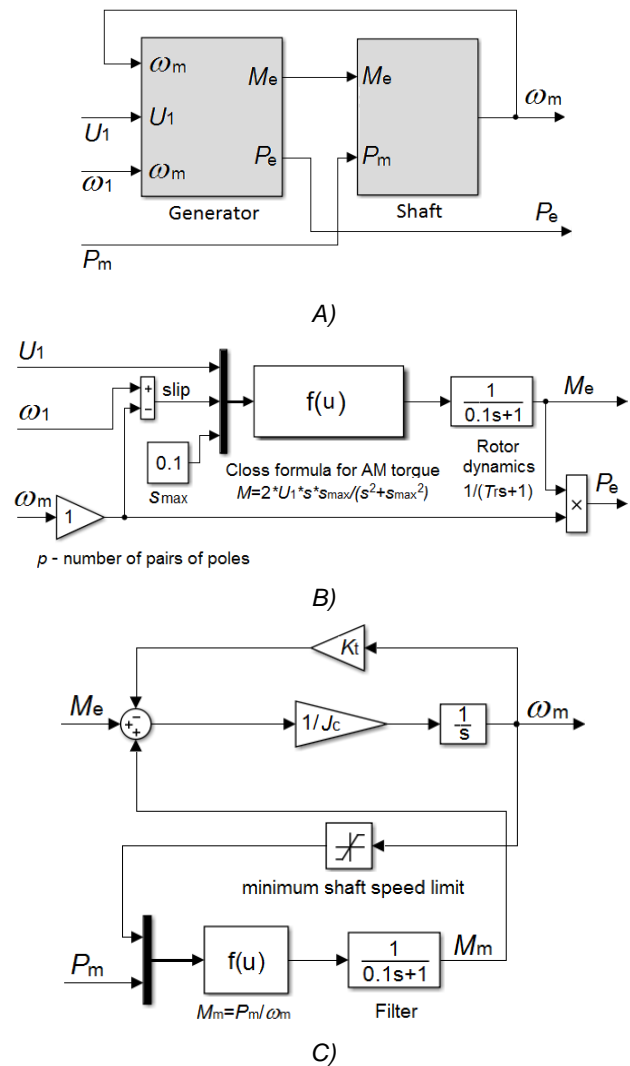 ωm
Me
Me
ωm
U1
U1
ω1
ωm
Pe
Pm
Generator
Shaft
Pe
Pm
A)
U1
+
−
slip
ω1
f(u)
1
0.1s+1
Me
0.1
smax
Closs formula for AM torque
M=2*U1*s*smax/(s²+smax²)
Rotor
dynamics
1/(Trs+1)
ωm
1
×
Pe
p - number of pairs of poles
B)
Kt
Me
−
+
+
1/Jc
1
s
ωm
minimum shaft speed limit
Pm
f(u)
1
0.1s+1
Mm
Mm=Pm/ωm
Filter
C)